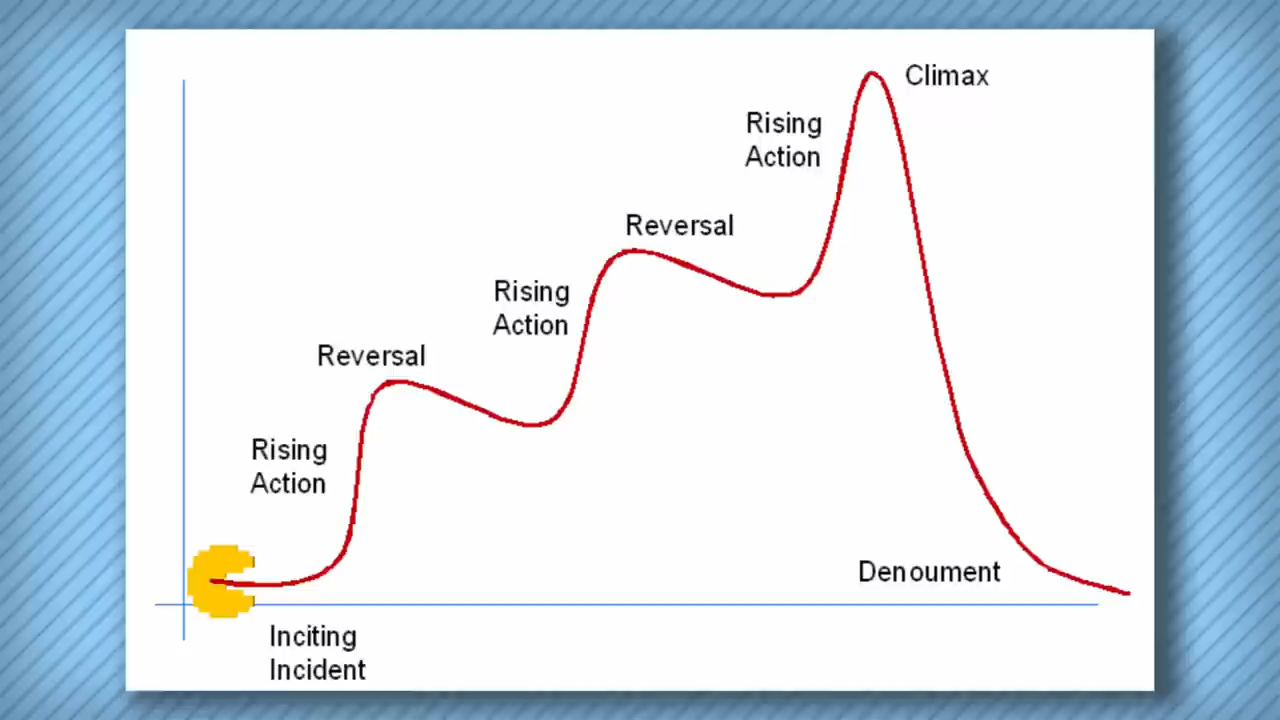 Climax
Rising
Action
Reversal
Rising
Action
Reversal
Rising
Action
Denoument
Inciting
Incident